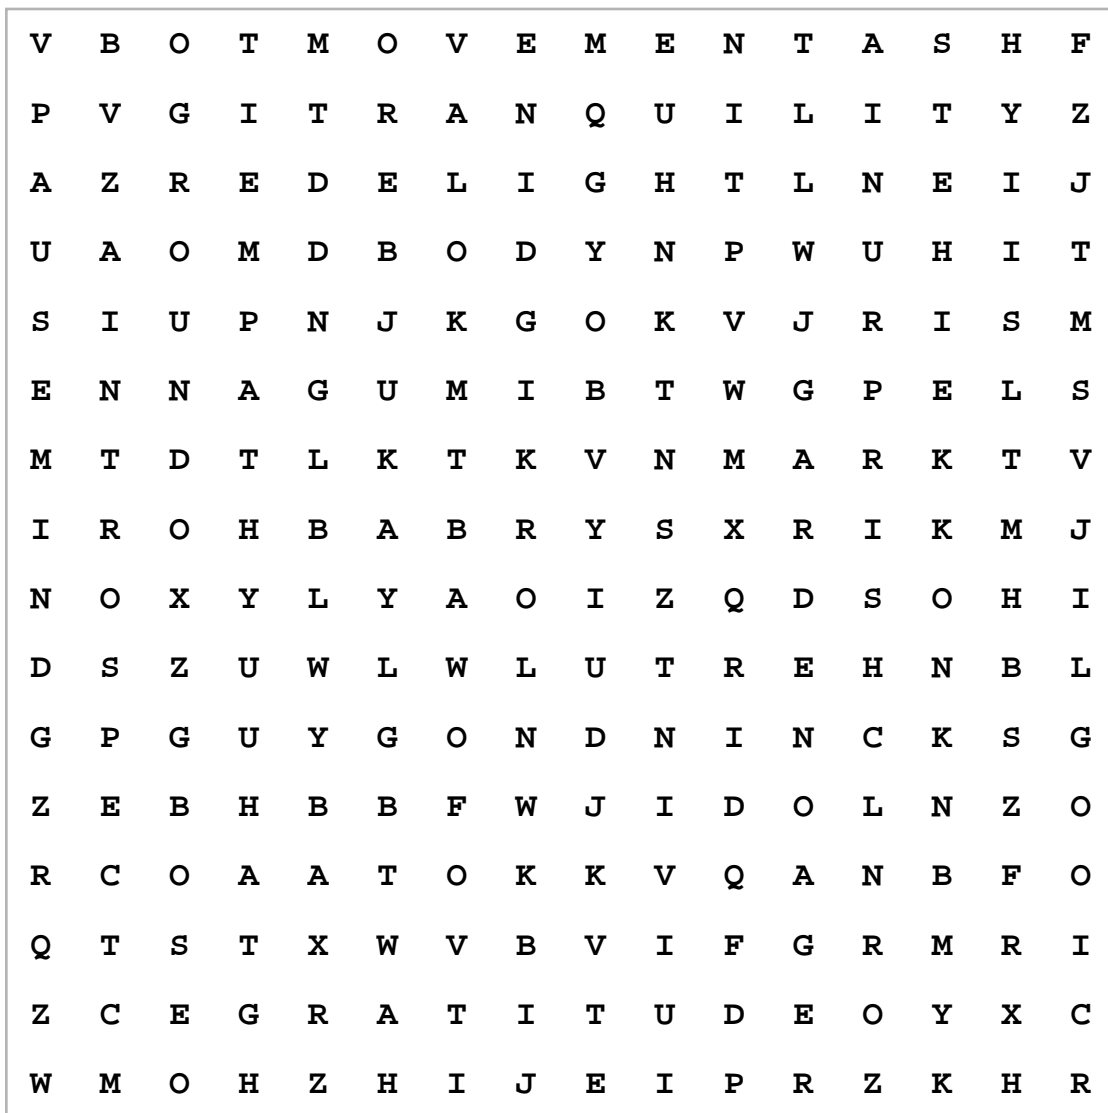 V B O T M O V E M E N T A S H F
P V G I T R A N Q U I L I T Y Z
A Z R E D E L I G H T L N E I J
U A O M D B O D Y N P W U H I T
S I U P N J K G O K V J R I S M
E N N A G U M I B T W G P E L S
M T D T L K T K V N M A R K T V
I R O H B A B R Y S X R I K M J
N O X Y L Y A O I Z Q D S O H I
D S Z U W L W L U T R E H N B L
G P G U Y G O N D N I N C K S G
Z E B H B B F W J I D O L N Z O
R C O A A T O K K V Q A N B F O
Q T S T X W V B V I F G R M R I
Z C E G R A T I T U D E O Y X C
W M O H Z H I J E I P R Z K H R